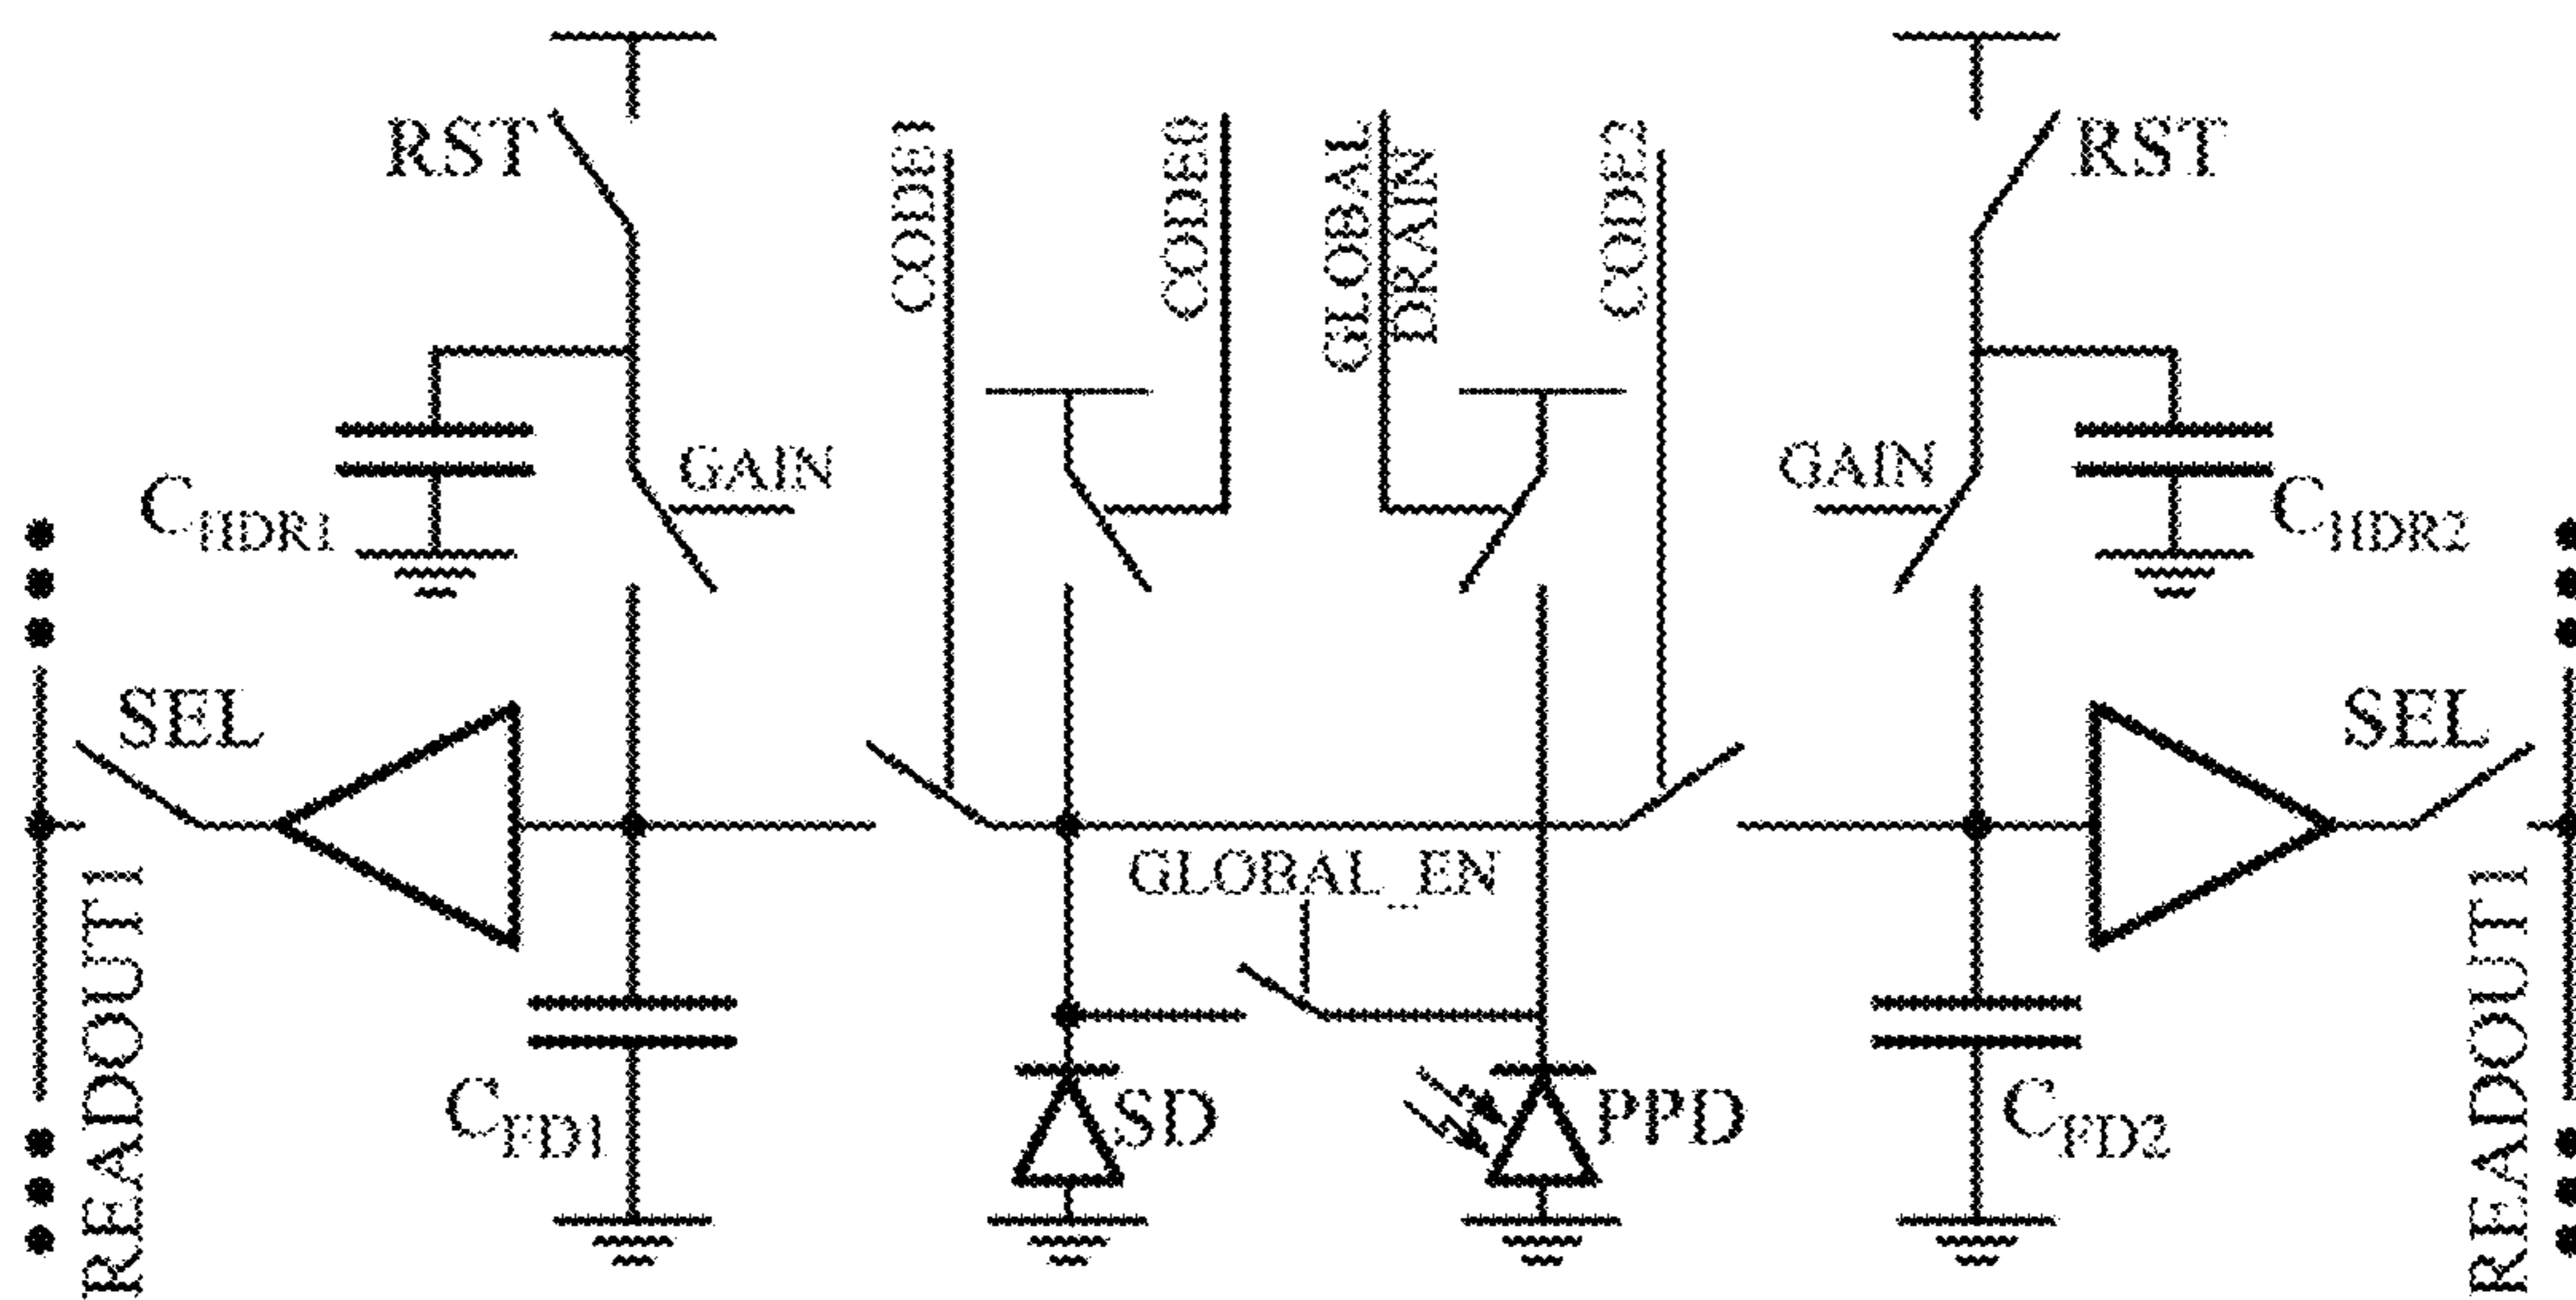 RST
CODE1
CODE0
GLOBAL
DRAIN
CODE2
RST
GAIN
GAIN
C_HDR1
C_HDR2
SEL
SEL
GLOBAL_EN
READOUT1
C_FD1
SD
PPD
C_FD2
READOUT1